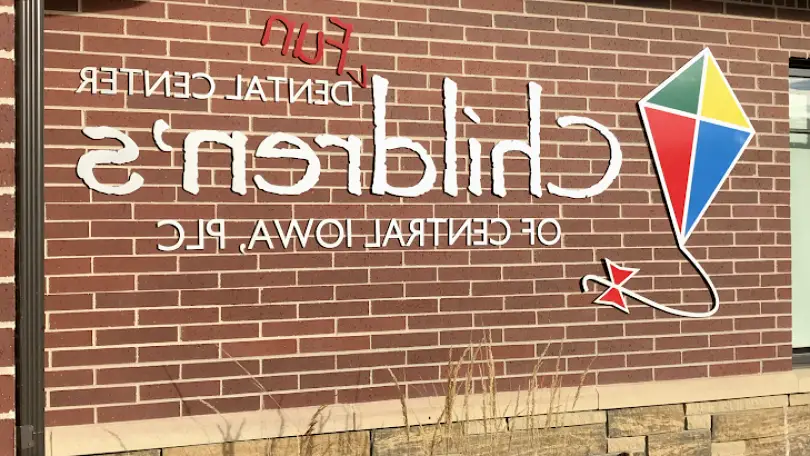 Fun
DENTAL CENTER
Children's
OF CENTRAL IOWA, PLC